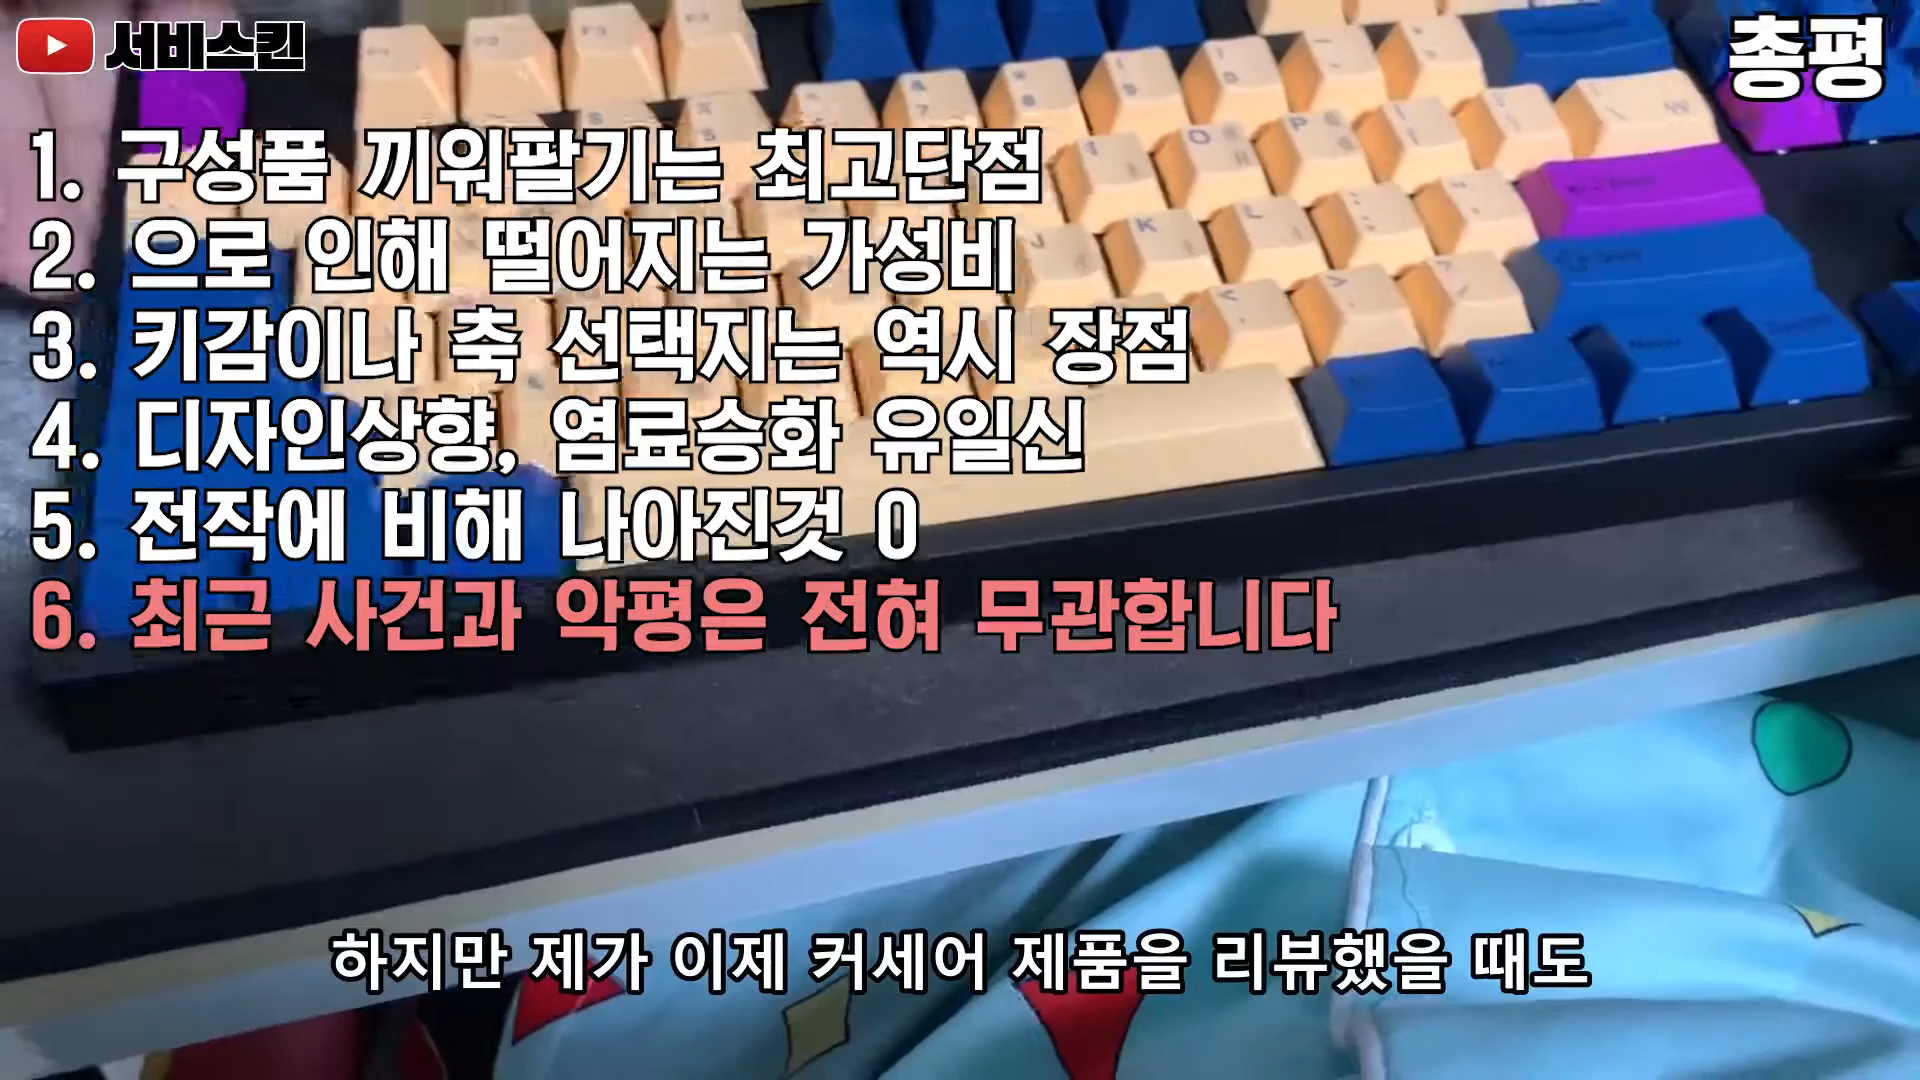 서비스킨
총평
1. 구성품 끼워팔기는 최고단점
2. 으로 인해 떨어지는 가성비
3. 키감이나 축 선택지는 역시 장점
4. 디자인상향, 염료승화 유일신
5. 전작에 비해 나아진것 0
6. 최근 사건과 악평은 전혀 무관합니다
하지만 제가 이제 커세어 제품을 리뷰했을 때도